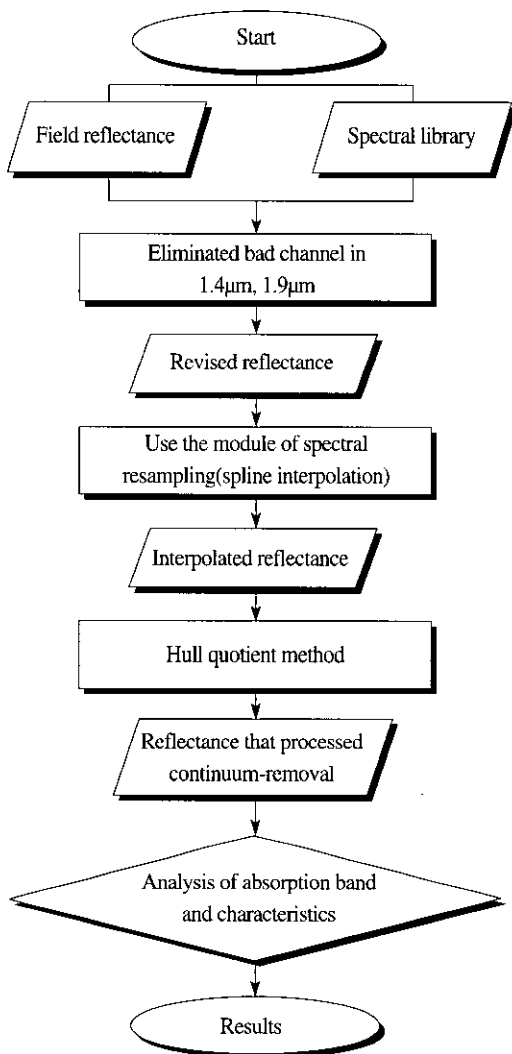 Start
Field reflectance
Spectral library
Eliminated bad channel in
1.4μm, 1.9μm
Revised reflectance
Use the module of spectral
resampling(spline interpolation)
Interpolated reflectance
Hull quotient method
Reflectance that processed
continuum-removal
Analysis of absorption band
and characteristics
Results